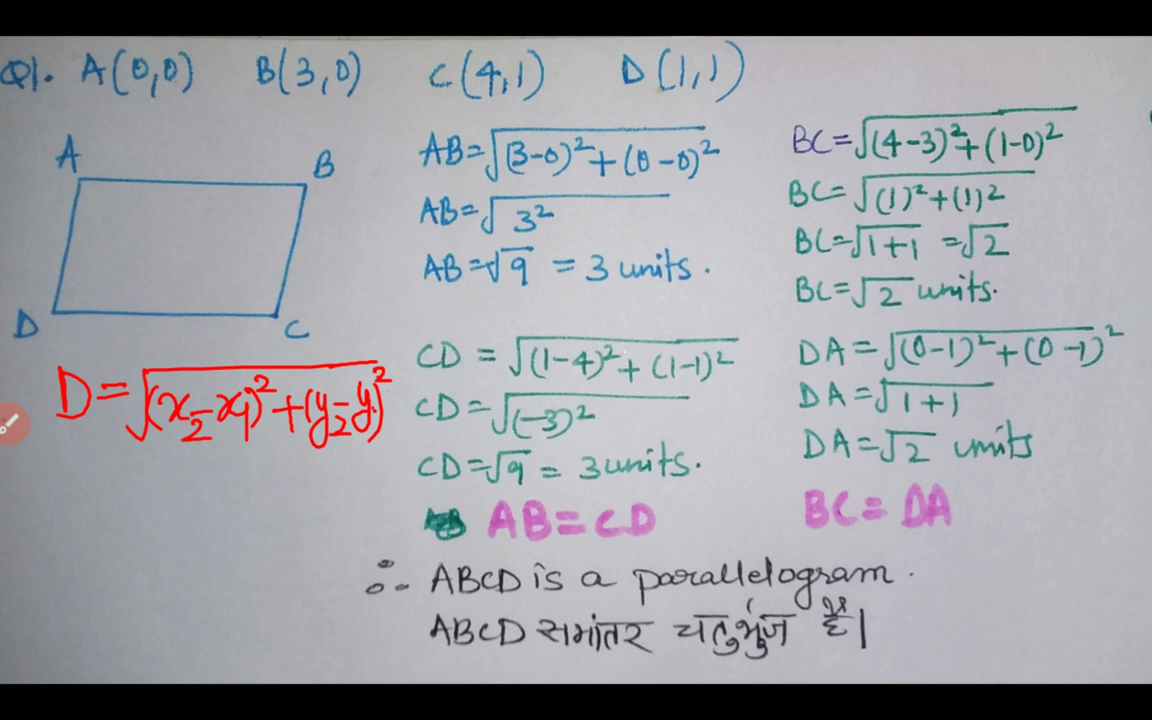 Q1. A(0,0) B(3,0) C(4,1) D(1,1)
A
B
D
C
D=√(x₂-x₁)²+(y₂-y₁)²
AB=√(3-0)²+(0-0)²
AB=√3²
AB=√9 = 3 units.
BC=√(4-3)²+(1-0)²
BC=√(1)²+(1)²
BC=√1+1 =√2
BC=√2 units.
CD = √(1-4)²+(1-1)²
CD=√(-3)²
CD=√9 = 3 units.
DA=√(0-1)²+(0-1)²
DA=√1+1
DA=√2 units
AB=CD
BC=DA
∴ ABCD is a parallelogram.
ABCD समांतर चतुर्भुज है।